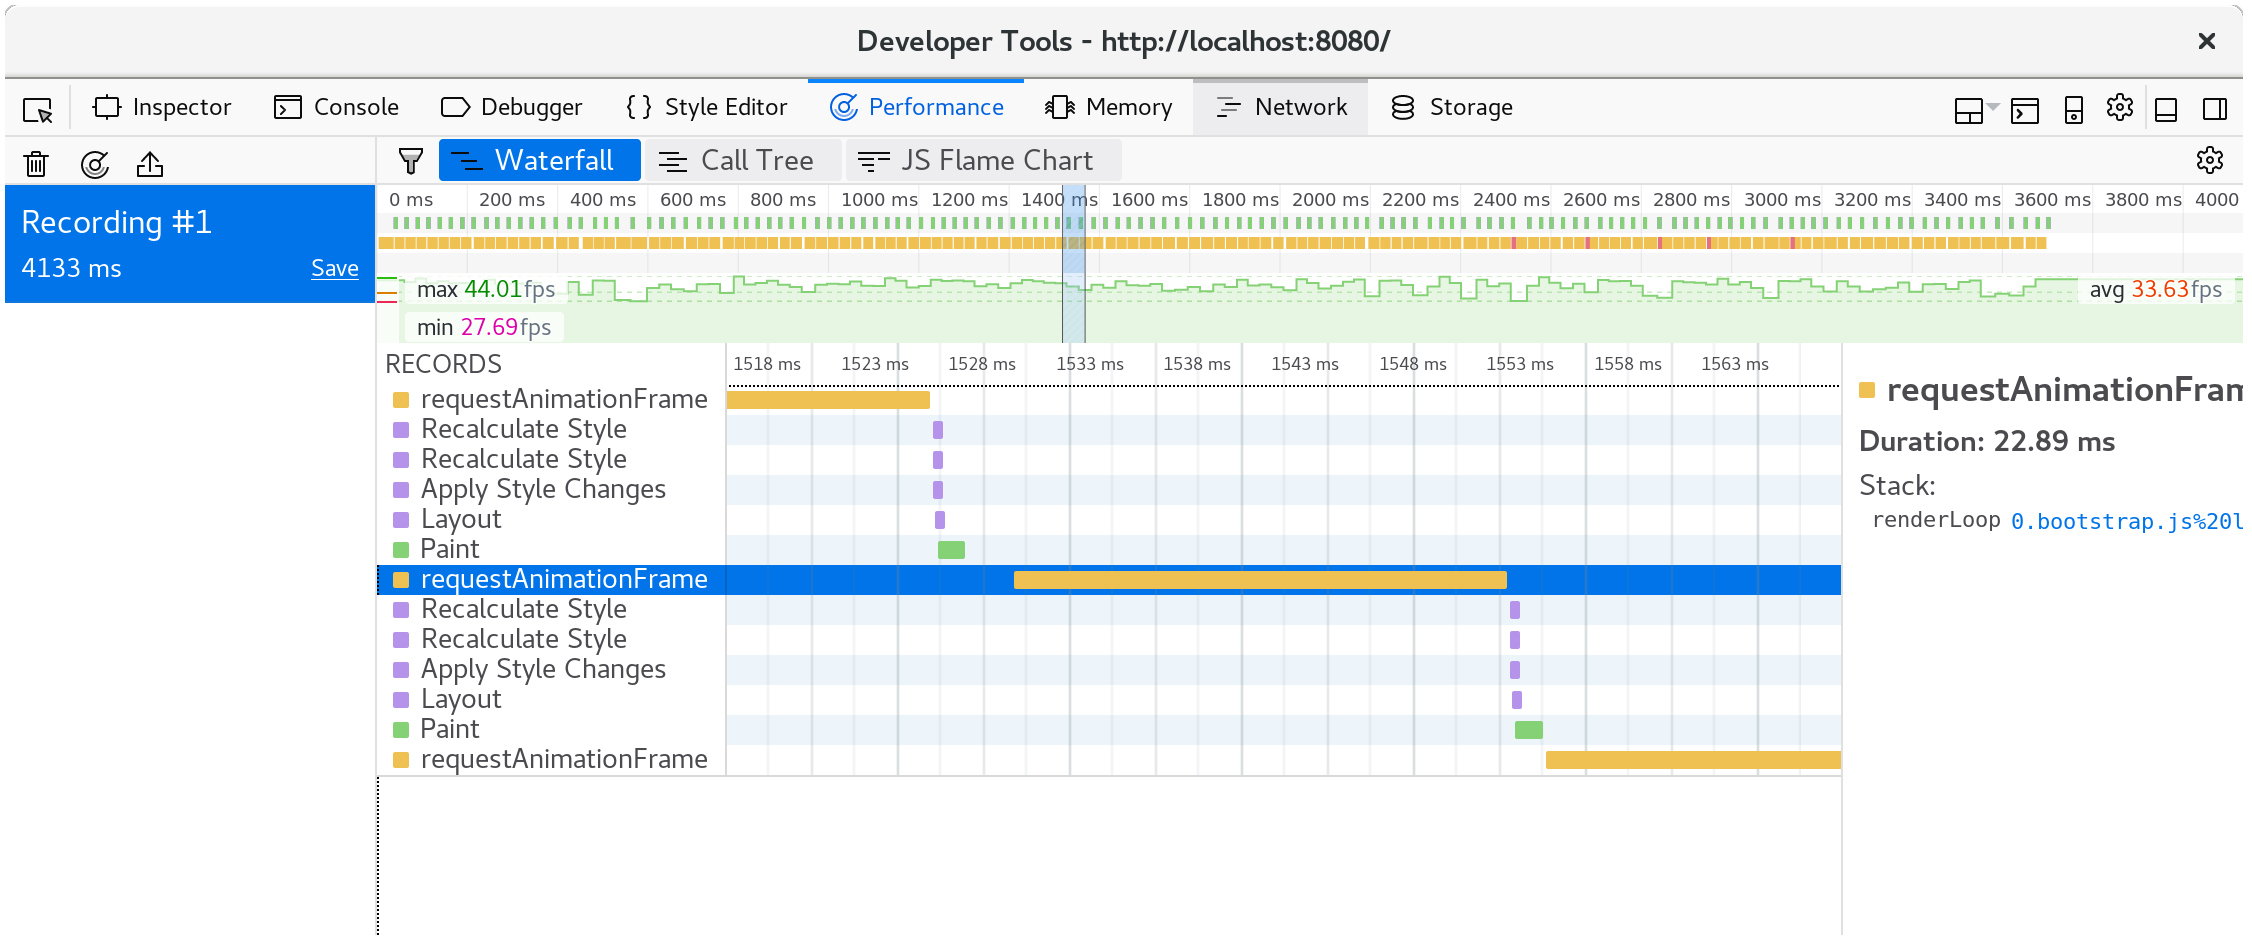 Developer Tools - http://localhost:8080/
Inspector Console Debugger Style Editor Performance Memory Network Storage
Waterfall Call Tree JS Flame Chart
Recording #1
4133 ms Save
0 ms 200 ms 400 ms 600 ms 800 ms 1000 ms 1200 ms 1400 ms 1600 ms 1800 ms 2000 ms 2200 ms 2400 ms 2600 ms 2800 ms 3000 ms 3200 ms 3400 ms 3600 ms 3800 ms 4000
max 44.01fps
avg 33.63fps
min 27.69fps
RECORDS 1518 ms 1523 ms 1528 ms 1533 ms 1538 ms 1543 ms 1548 ms 1553 ms 1558 ms 1563 ms
requestAnimationFrame
Recalculate Style
Recalculate Style
Apply Style Changes
Layout
Paint
requestAnimationFrame
Recalculate Style
Recalculate Style
Apply Style Changes
Layout
Paint
requestAnimationFrame
requestAnimationFram
Duration: 22.89 ms
Stack:
renderLoop 0.bootstrap.js%20l